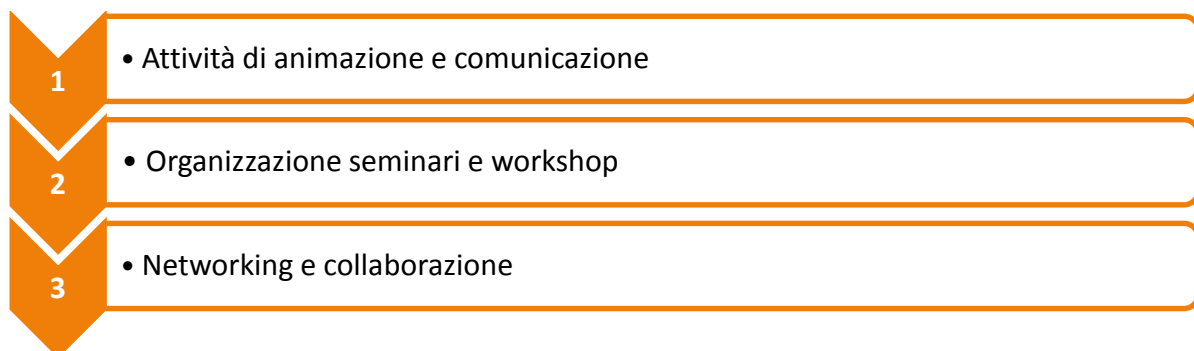 1
• Attività di animazione e comunicazione
2
• Organizzazione seminari e workshop
3
• Networking e collaborazione